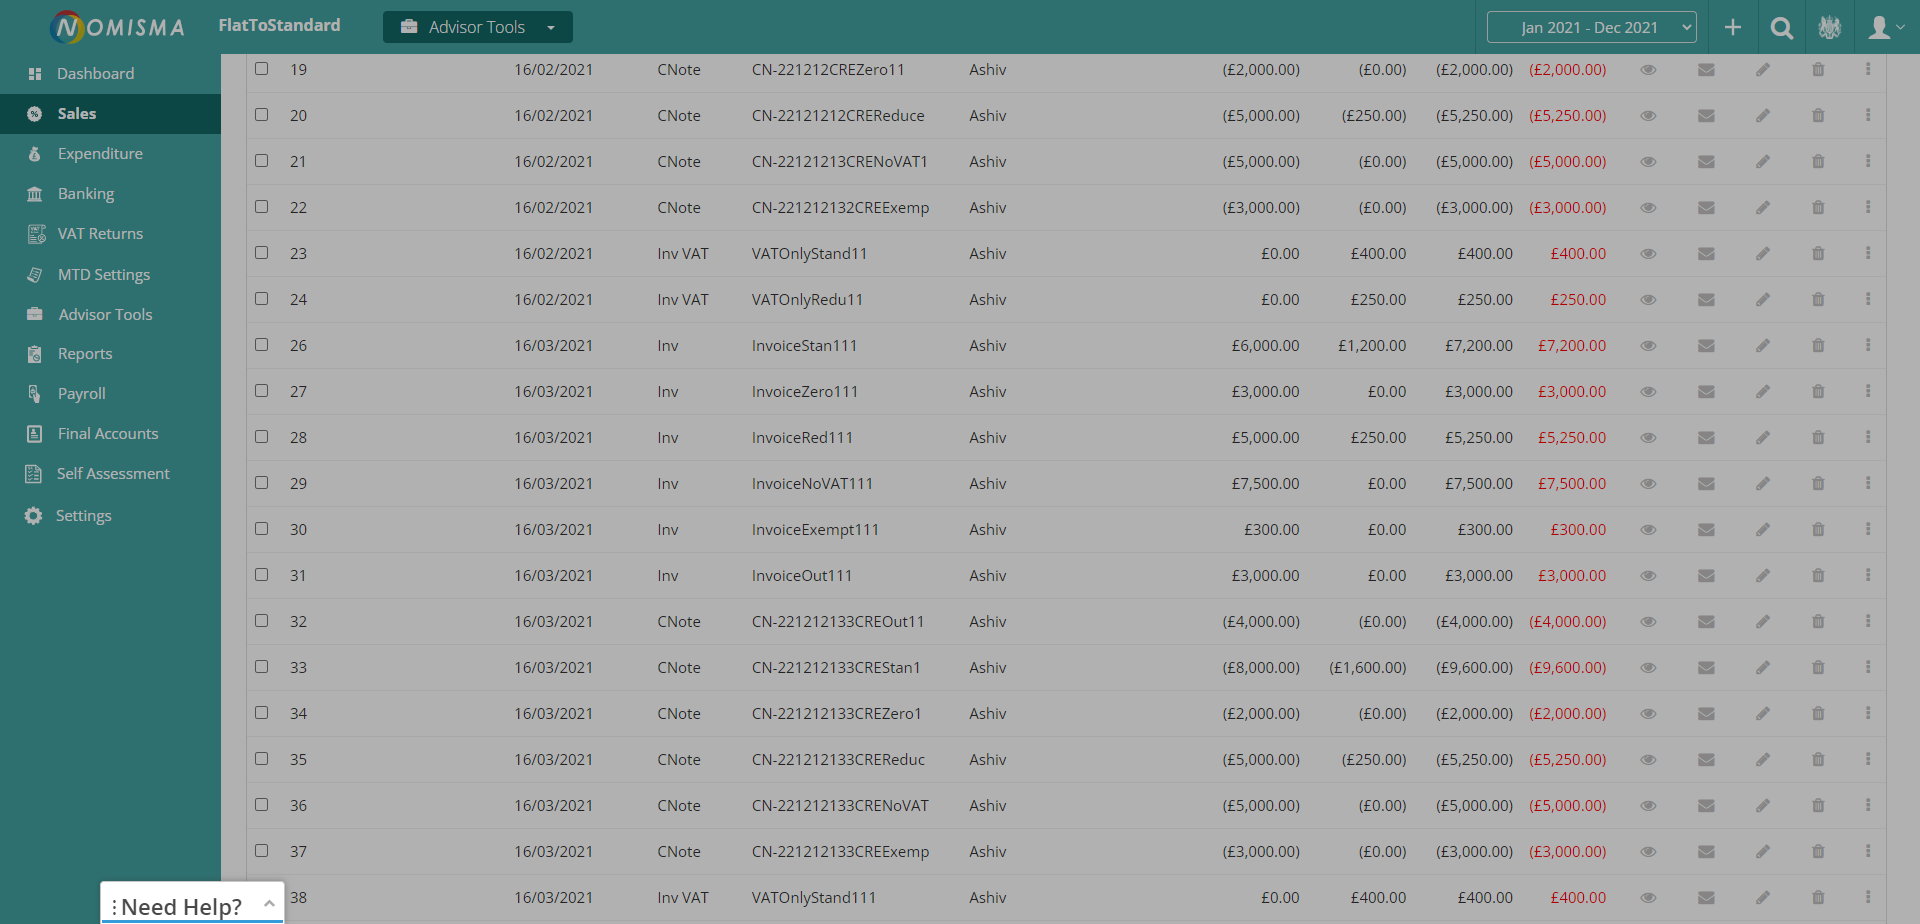 NOMISMA FlatToStandard Advisor Tools Jan 2021 - Dec 2021
Dashboard
Sales
Expenditure
Banking
VAT Returns
MTD Settings
Advisor Tools
Reports
Payroll
Final Accounts
Self Assessment
Settings
19 16/02/2021 CNote CN-221212CREZero11 Ashiv (£2,000.00) (£0.00) (£2,000.00) (£2,000.00)
20 16/02/2021 CNote CN-22121212CREReduce Ashiv (£5,000.00) (£250.00) (£5,250.00) (£5,250.00)
21 16/02/2021 CNote CN-22121213CRENoVAT1 Ashiv (£5,000.00) (£0.00) (£5,000.00) (£5,000.00)
22 16/02/2021 CNote CN-221212132CREExemp Ashiv (£3,000.00) (£0.00) (£3,000.00) (£3,000.00)
23 16/02/2021 Inv VAT VATOnlyStand11 Ashiv £0.00 £400.00 £400.00 £400.00
24 16/02/2021 Inv VAT VATOnlyRedu11 Ashiv £0.00 £250.00 £250.00 £250.00
26 16/03/2021 Inv InvoiceStan111 Ashiv £6,000.00 £1,200.00 £7,200.00 £7,200.00
27 16/03/2021 Inv InvoiceZero111 Ashiv £3,000.00 £0.00 £3,000.00 £3,000.00
28 16/03/2021 Inv InvoiceRed111 Ashiv £5,000.00 £250.00 £5,250.00 £5,250.00
29 16/03/2021 Inv InvoiceNoVAT111 Ashiv £7,500.00 £0.00 £7,500.00 £7,500.00
30 16/03/2021 Inv InvoiceExempt111 Ashiv £300.00 £0.00 £300.00 £300.00
31 16/03/2021 Inv InvoiceOut111 Ashiv £3,000.00 £0.00 £3,000.00 £3,000.00
32 16/03/2021 CNote CN-221212133CREOut11 Ashiv (£4,000.00) (£0.00) (£4,000.00) (£4,000.00)
33 16/03/2021 CNote CN-221212133CREStan1 Ashiv (£8,000.00) (£1,600.00) (£9,600.00) (£9,600.00)
34 16/03/2021 CNote CN-221212133CREZero1 Ashiv (£2,000.00) (£0.00) (£2,000.00) (£2,000.00)
35 16/03/2021 CNote CN-221212133CREReduc Ashiv (£5,000.00) (£250.00) (£5,250.00) (£5,250.00)
36 16/03/2021 CNote CN-221212133CRENoVAT Ashiv (£5,000.00) (£0.00) (£5,000.00) (£5,000.00)
37 16/03/2021 CNote CN-221212133CREExemp Ashiv (£3,000.00) (£0.00) (£3,000.00) (£3,000.00)
38 16/03/2021 Inv VAT VATOnlyStand111 Ashiv £0.00 £400.00 £400.00 £400.00
Need Help?